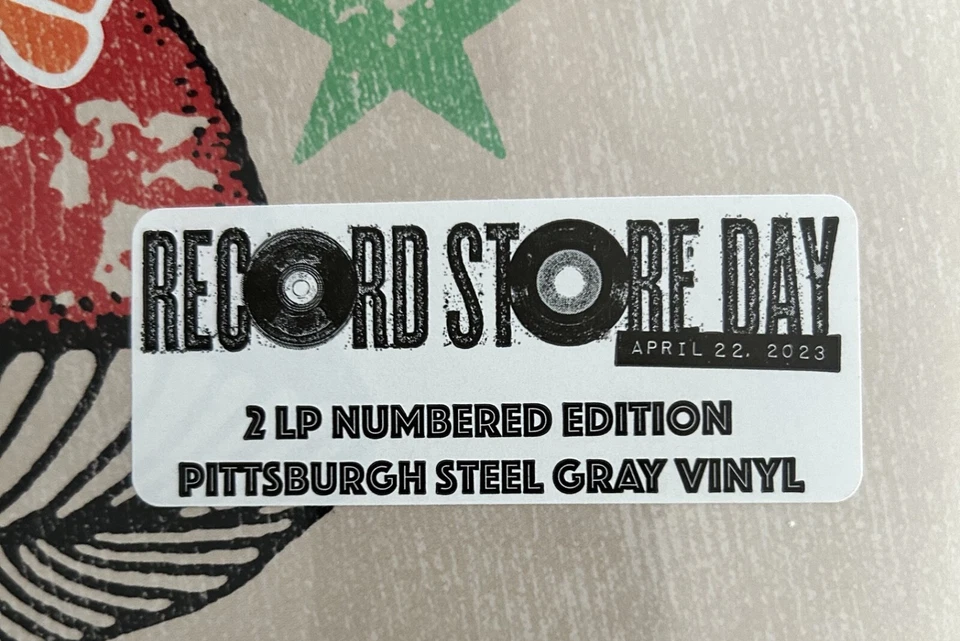 RECORD STORE DAY
APRIL 22, 2023
2 LP NUMBERED EDITION
PITTSBURGH STEEL GRAY VINYL